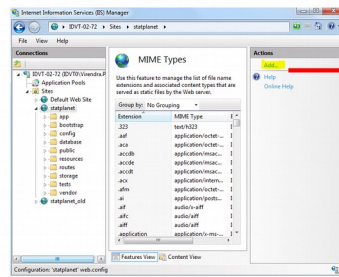 Internet Information Services (IIS) Manager
IDVT-02-72 ▸ Sites ▸ statplanet ▸
File View Help
Connections
IDVT-02-72 (IDVTP\Virendra.P
Application Pools
Sites
Default Web Site
statplanet
app
bootstrap
config
database
public
resources
routes
storage
tests
vendor
statplanet_old
MIME Types
Use this feature to manage the list of file name
extensions and associated content types that are
served as static files by the Web server.
Group by: No Grouping
Extension MIME Type E
.323 text/h323 I
.aaf application/octet-... I
.aca application/octet-... I
.accdb application/msac... I
.accde application/msac... I
.accdt application/msac... I
.acx application/intern... I
.afm application/octet-... I
.ai application/posts... I
.aif audio/x-aiff I
.aifc audio/aiff I
.aiff audio/aiff I
.application application/x-ms-... I
Features View Content View
Actions
Add...
Help
Online Help
Configuration: 'statplanet' web.config